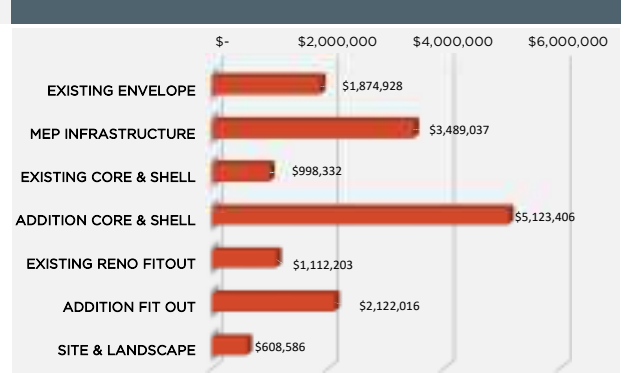 $- $2,000,000 $4,000,000 $6,000,000
EXISTING ENVELOPE $1,874,928
MEP INFRASTRUCTURE $3,489,037
EXISTING CORE & SHELL $998,332
ADDITION CORE & SHELL $5,123,406
EXISTING RENO FITOUT $1,112,203
ADDITION FIT OUT $2,122,016
SITE & LANDSCAPE $608,586